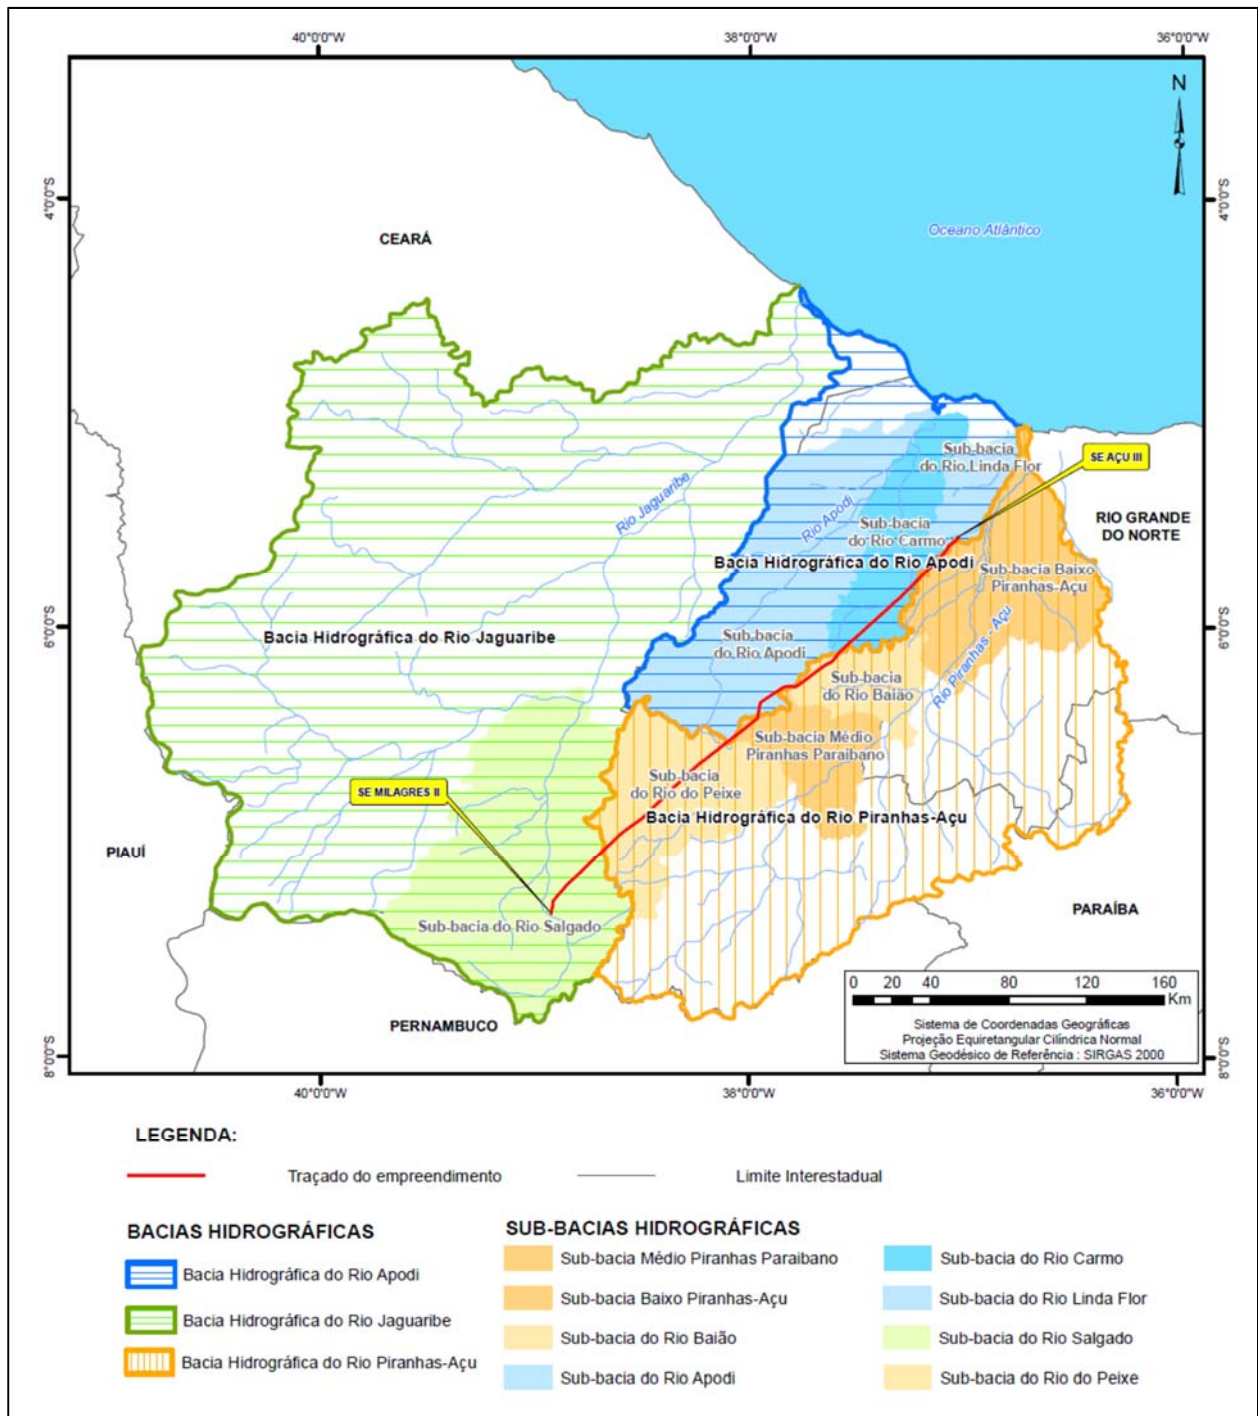 40°0'0"W
38°0'0"W
36°0'0"W
N
4°0'0"S
4°0'0"S
CEARÁ
Oceano Atlântico
Sub-bacia
do Rio Linda Flor
SE AÇU III
Rio Jaguaribe
Rio Apodi
RIO GRANDE
DO NORTE
Sub-bacia
do Rio Carmo
Bacia Hidrográfica do Rio Apodi
Sub-bacia Baixo
Piranhas-Açu
6°0'0"S
6°0'0"S
Bacia Hidrográfica do Rio Jaguaribe
Sub-bacia
do Rio Apodi
Rio Piranhas - Açu
Sub-bacia
do Rio Baião
Sub-bacia Médio
Piranhas Paraibano
Sub-bacia
do Rio do Peixe
SE MILAGRES II
Bacia Hidrográfica do Rio Piranhas-Açu
PIAUÍ
PARAÍBA
Sub-bacia do Rio Salgado
PERNAMBUCO
0 20 40 80 120 160
Km
Sistema de Coordenadas Geográficas
Projeção Equiretangular Cilíndrica Normal
Sistema Geodésico de Referência : SIRGAS 2000
8°0'0"S
8°0'0"S
40°0'0"W
38°0'0"W
36°0'0"W
LEGENDA:
Traçado do empreendimento
Limite Interestadual
BACIAS HIDROGRÁFICAS
Bacia Hidrográfica do Rio Apodi
Bacia Hidrográfica do Rio Jaguaribe
Bacia Hidrográfica do Rio Piranhas-Açu
SUB-BACIAS HIDROGRÁFICAS
Sub-bacia Médio Piranhas Paraibano
Sub-bacia Baixo Piranhas-Açu
Sub-bacia do Rio Baião
Sub-bacia do Rio Apodi
Sub-bacia do Rio Carmo
Sub-bacia do Rio Linda Flor
Sub-bacia do Rio Salgado
Sub-bacia do Rio do Peixe